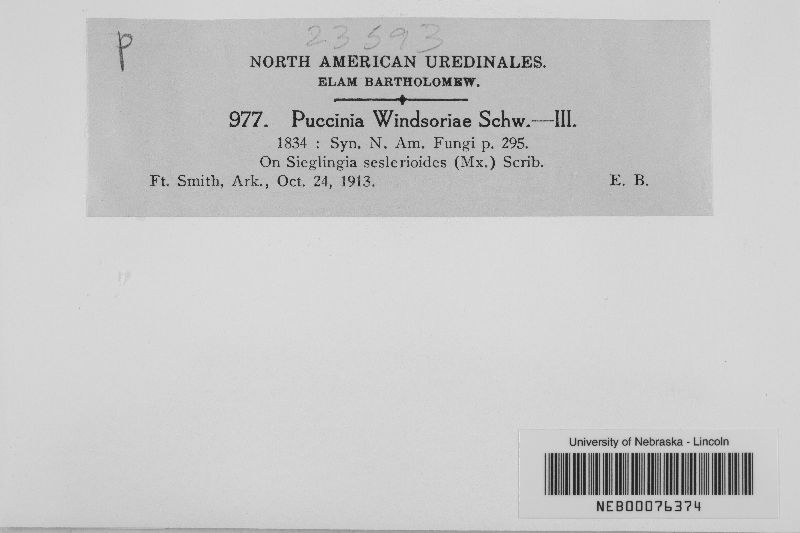 p
23593
NORTH AMERICAN UREDINALES.
ELAM BARTHOLOMEW.
977. Puccinia Windsoriae Schw.—III.
1834 : Syn. N. Am. Fungi p. 295.
On Sieglingia seslerioides (Mx.) Scrib.
Ft. Smith, Ark., Oct. 24, 1913. E. B.
University of Nebraska - Lincoln
NEB00076374